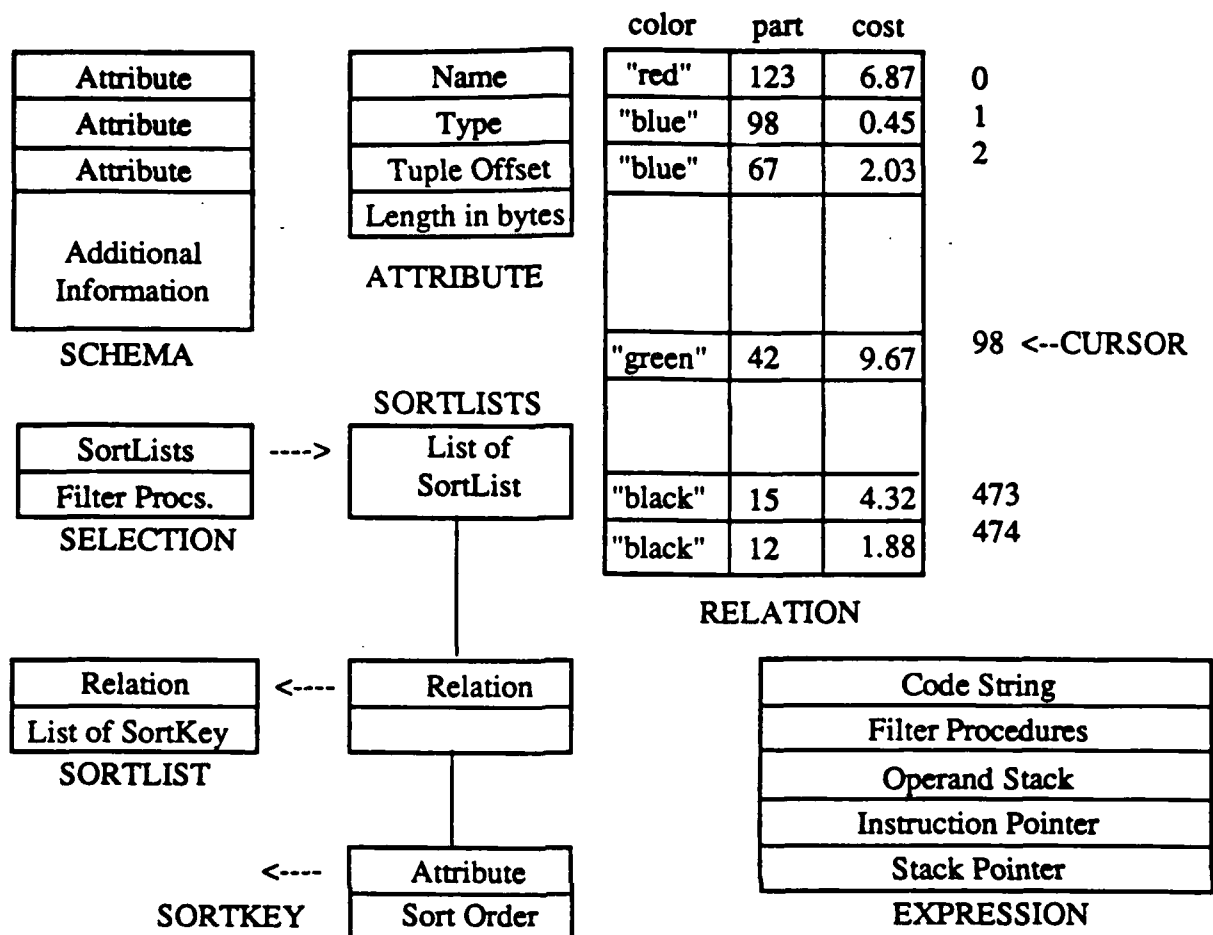 Attribute
Attribute
Attribute
Additional
Information
SCHEMA
Name
Type
Tuple Offset
Length in bytes
ATTRIBUTE
color part cost
"red" 123 6.87 0
"blue" 98 0.45 1
"blue" 67 2.03 2
"green" 42 9.67 98 <--CURSOR
"black" 15 4.32 473
"black" 12 1.88 474
RELATION
SortLists
Filter Procs.
SELECTION
---->
SORTLISTS
List of
SortList
Relation
List of SortKey
SORTLIST
<----
Relation
<----
SORTKEY
Attribute
Sort Order
Code String
Filter Procedures
Operand Stack
Instruction Pointer
Stack Pointer
EXPRESSION